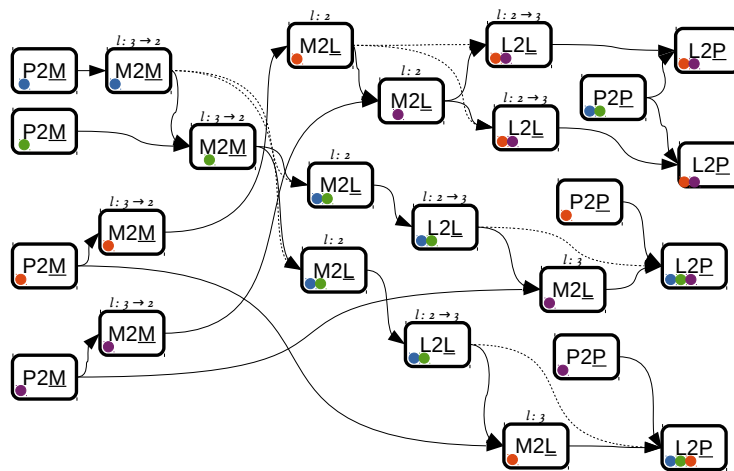 l: 2
M2L
l: 2 → 3
L2L
L2P
l: 3 → 2
P2M
M2M
l: 2
M2L
P2P
l: 2 → 3
L2L
P2M
l: 3 → 2
M2M
L2P
l: 2
M2L
l: 2 → 3
L2L
P2P
l: 3 → 2
M2M
l: 2
M2L
P2M
l: 3
M2L
L2P
l: 3 → 2
M2M
l: 2 → 3
L2L
P2P
P2M
l: 3
M2L
L2P